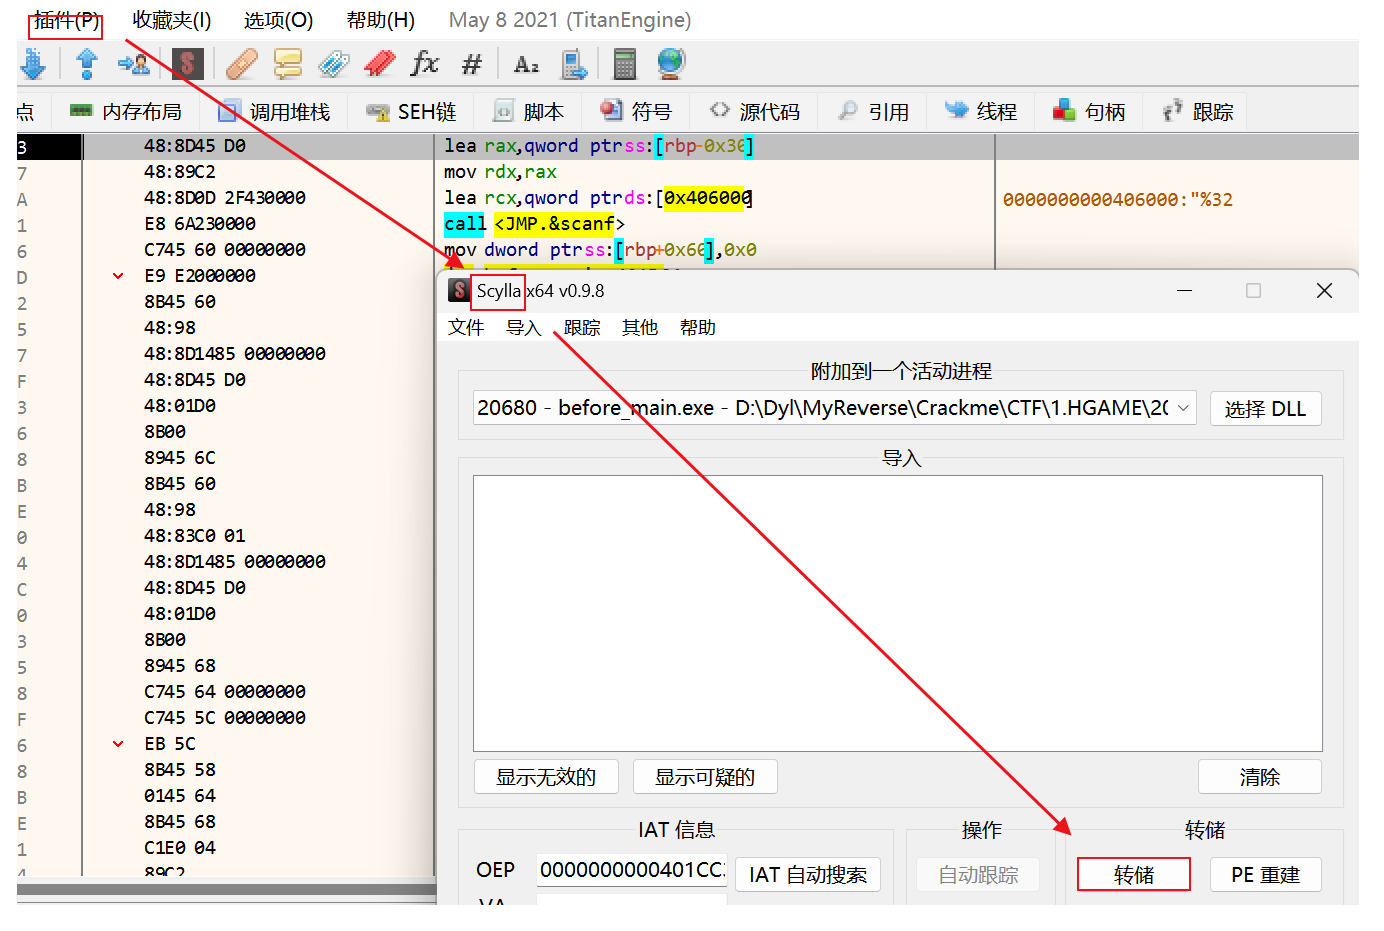 插件(P) 收藏夹(I) 选项(O) 帮助(H) May 8 2021 (TitanEngine)
fx # Az
点 内存布局 调用堆栈 SEH链 脚本 符号 源代码 引用 线程 句柄 跟踪
3 48:8D45 D0 lea rax,qword ptr ss:[rbp-0x30]
7 48:89C2 mov rdx,rax
A 48:8D0D 2F430000 lea rcx,qword ptr ds:[0x406000] 0000000000406000:"%32
1 E8 6A230000 call <JMP.&scanf>
6 C745 60 00000000 mov dword ptr ss:[rbp+0x60],0x0
D E9 E2000000
2 8B45 60
5 48:98
7 48:8D1485 00000000
F 48:8D45 D0
3 48:01D0
6 8B00
8 8945 6C
B 8B45 60
E 48:98
0 48:83C0 01
4 48:8D1485 00000000
C 48:8D45 D0
0 48:01D0
3 8B00
5 8945 68
8 C745 64 00000000
F C745 5C 00000000
6 EB 5C
8 8B45 58
B 0145 64
E 8B45 68
1 C1E0 04
4 89C2
S Scylla x64 v0.9.8
文件 导入 跟踪 其他 帮助
附加到一个活动进程
20680 - before_main.exe - D:\Dyl\MyReverse\Crackme\CTF\1.HGAME\20 选择 DLL
导入
显示无效的 显示可疑的 清除
IAT 信息 操作 转储
OEP 0000000000401CC IAT 自动搜索 自动跟踪 转储 PE 重建
VA